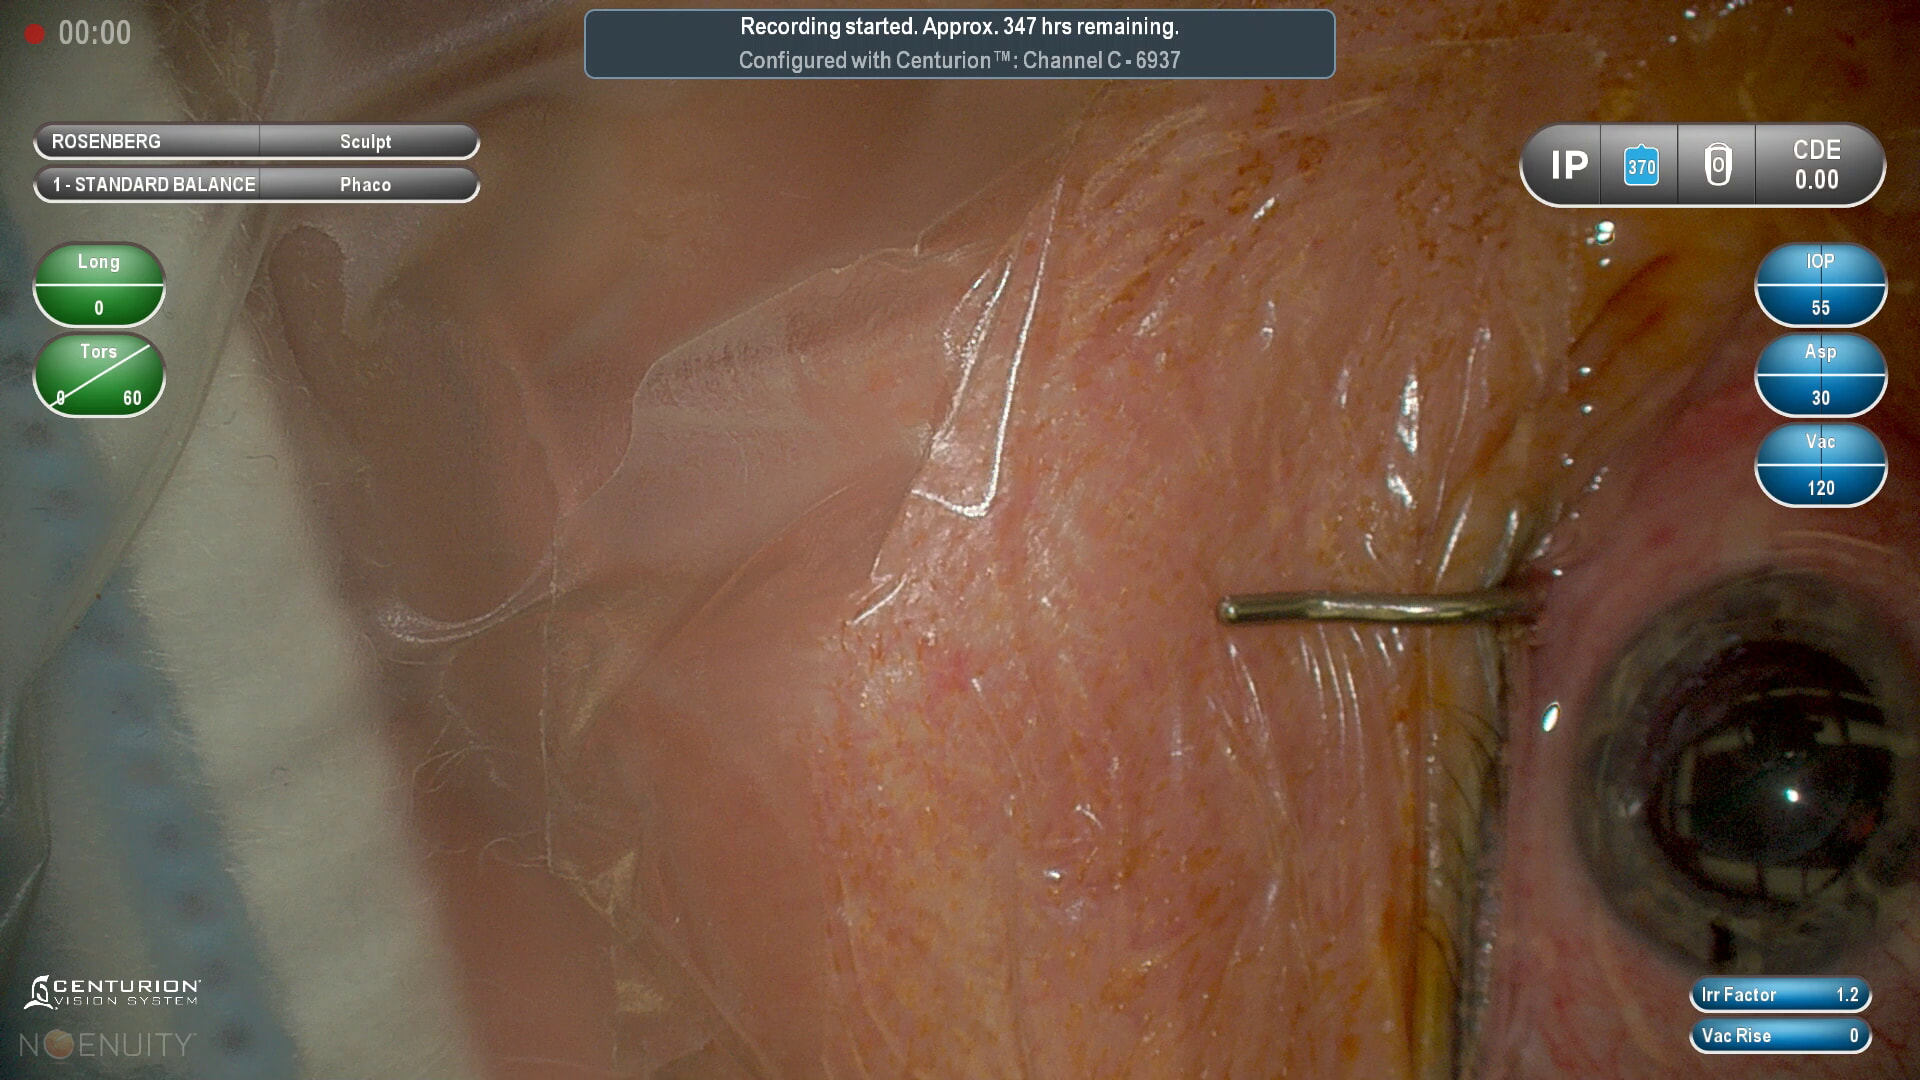 00:00
Recording started. Approx. 347 hrs remaining.
Configured with Centurion™: Channel C - 6937
ROSENBERG Sculpt
1 - STANDARD BALANCE Phaco
IP 370 0 CDE 0.00
Long
0
Tors
0 60
IOP
55
Asp
30
Vac
120
CENTURION
VISION SYSTEM
NGENUITY
Irr Factor 1.2
Vac Rise 0